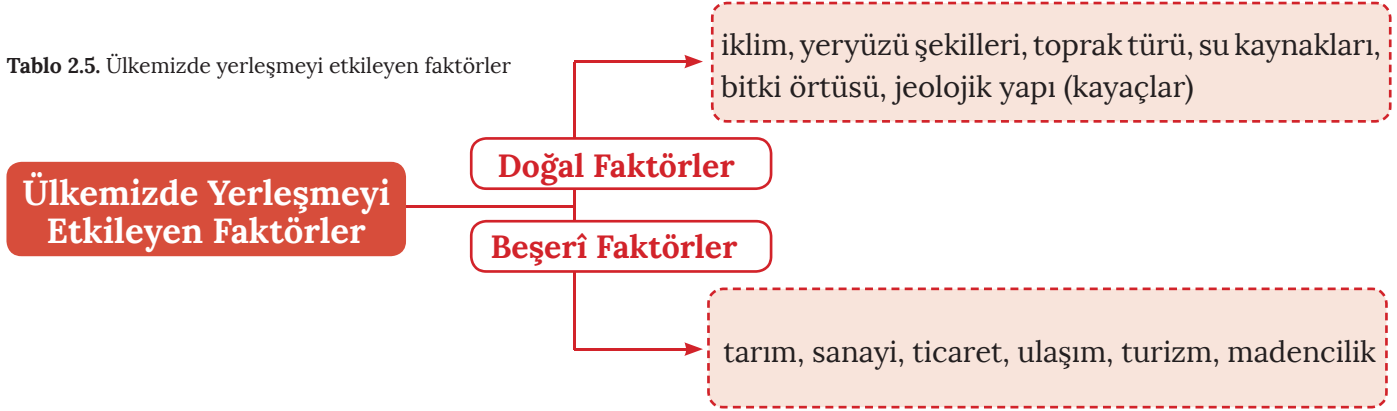 Tablo 2.5. Ülkemizde yerleşmeyi etkileyen faktörler
iklim, yeryüzü şekilleri, toprak türü, su kaynakları,
bitki örtüsü, jeolojik yapı (kayaçlar)
Doğal Faktörler
Ülkemizde Yerleşmeyi
Etkileyen Faktörler
Beşerî Faktörler
tarım, sanayi, ticaret, ulaşım, turizm, madencilik